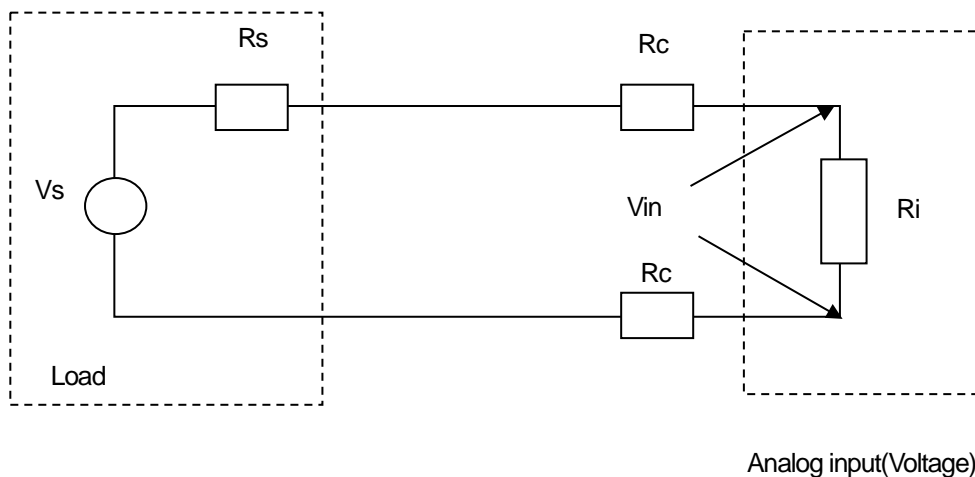 Rs
Rc
Vs
Vin
Ri
Rc
Load
Analog input(Voltage)